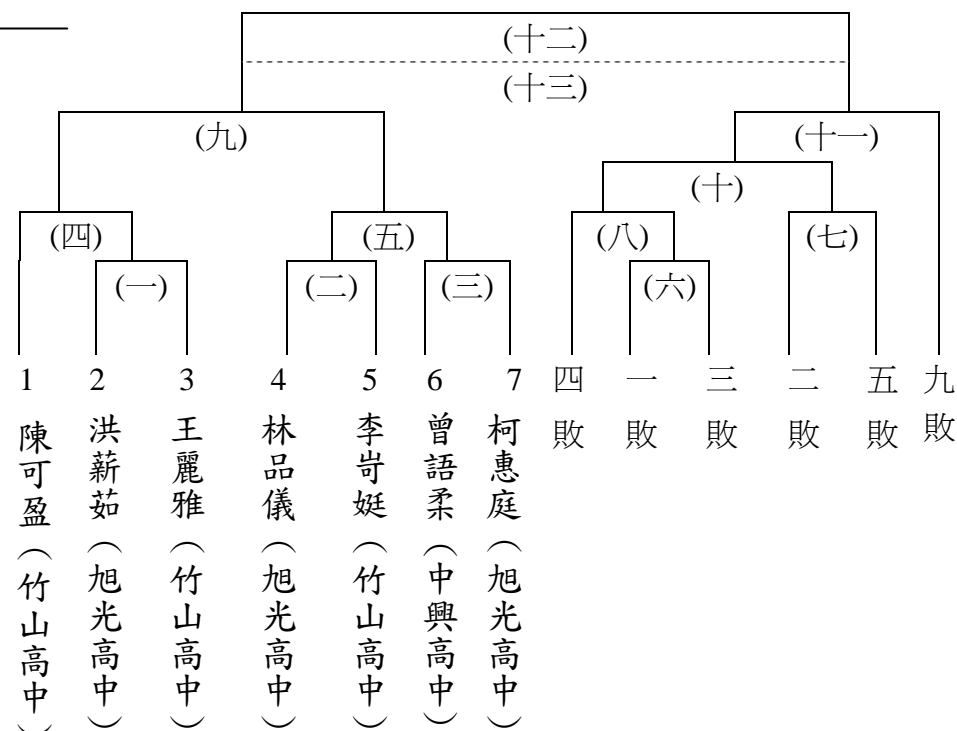 (十二)
(十三)
(九)
(十一)
(十)
(四)
(五)
(八)
(七)
(一)
(二)
(三)
(六)
1 陳可盈(竹山高中)
2 洪薪茹(旭光高中)
3 王麗雅(竹山高中)
4 林品儀(旭光高中)
5 李岢娗(竹山高中)
6 曾語柔(中興高中)
7 柯惠庭(旭光高中)
四敗
一敗
三敗
二敗
五敗
九敗